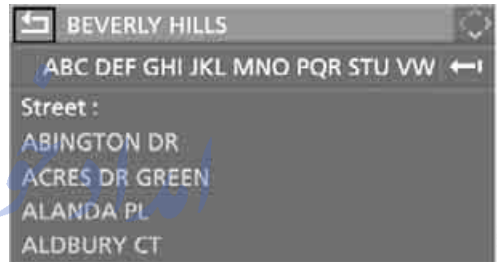 BEVERLY HILLS
ABC DEF GHI JKL MNO PQR STU VW
Street :
ABINGTON DR
ACRES DR GREEN
ALANDA PL
ALDBURY CT